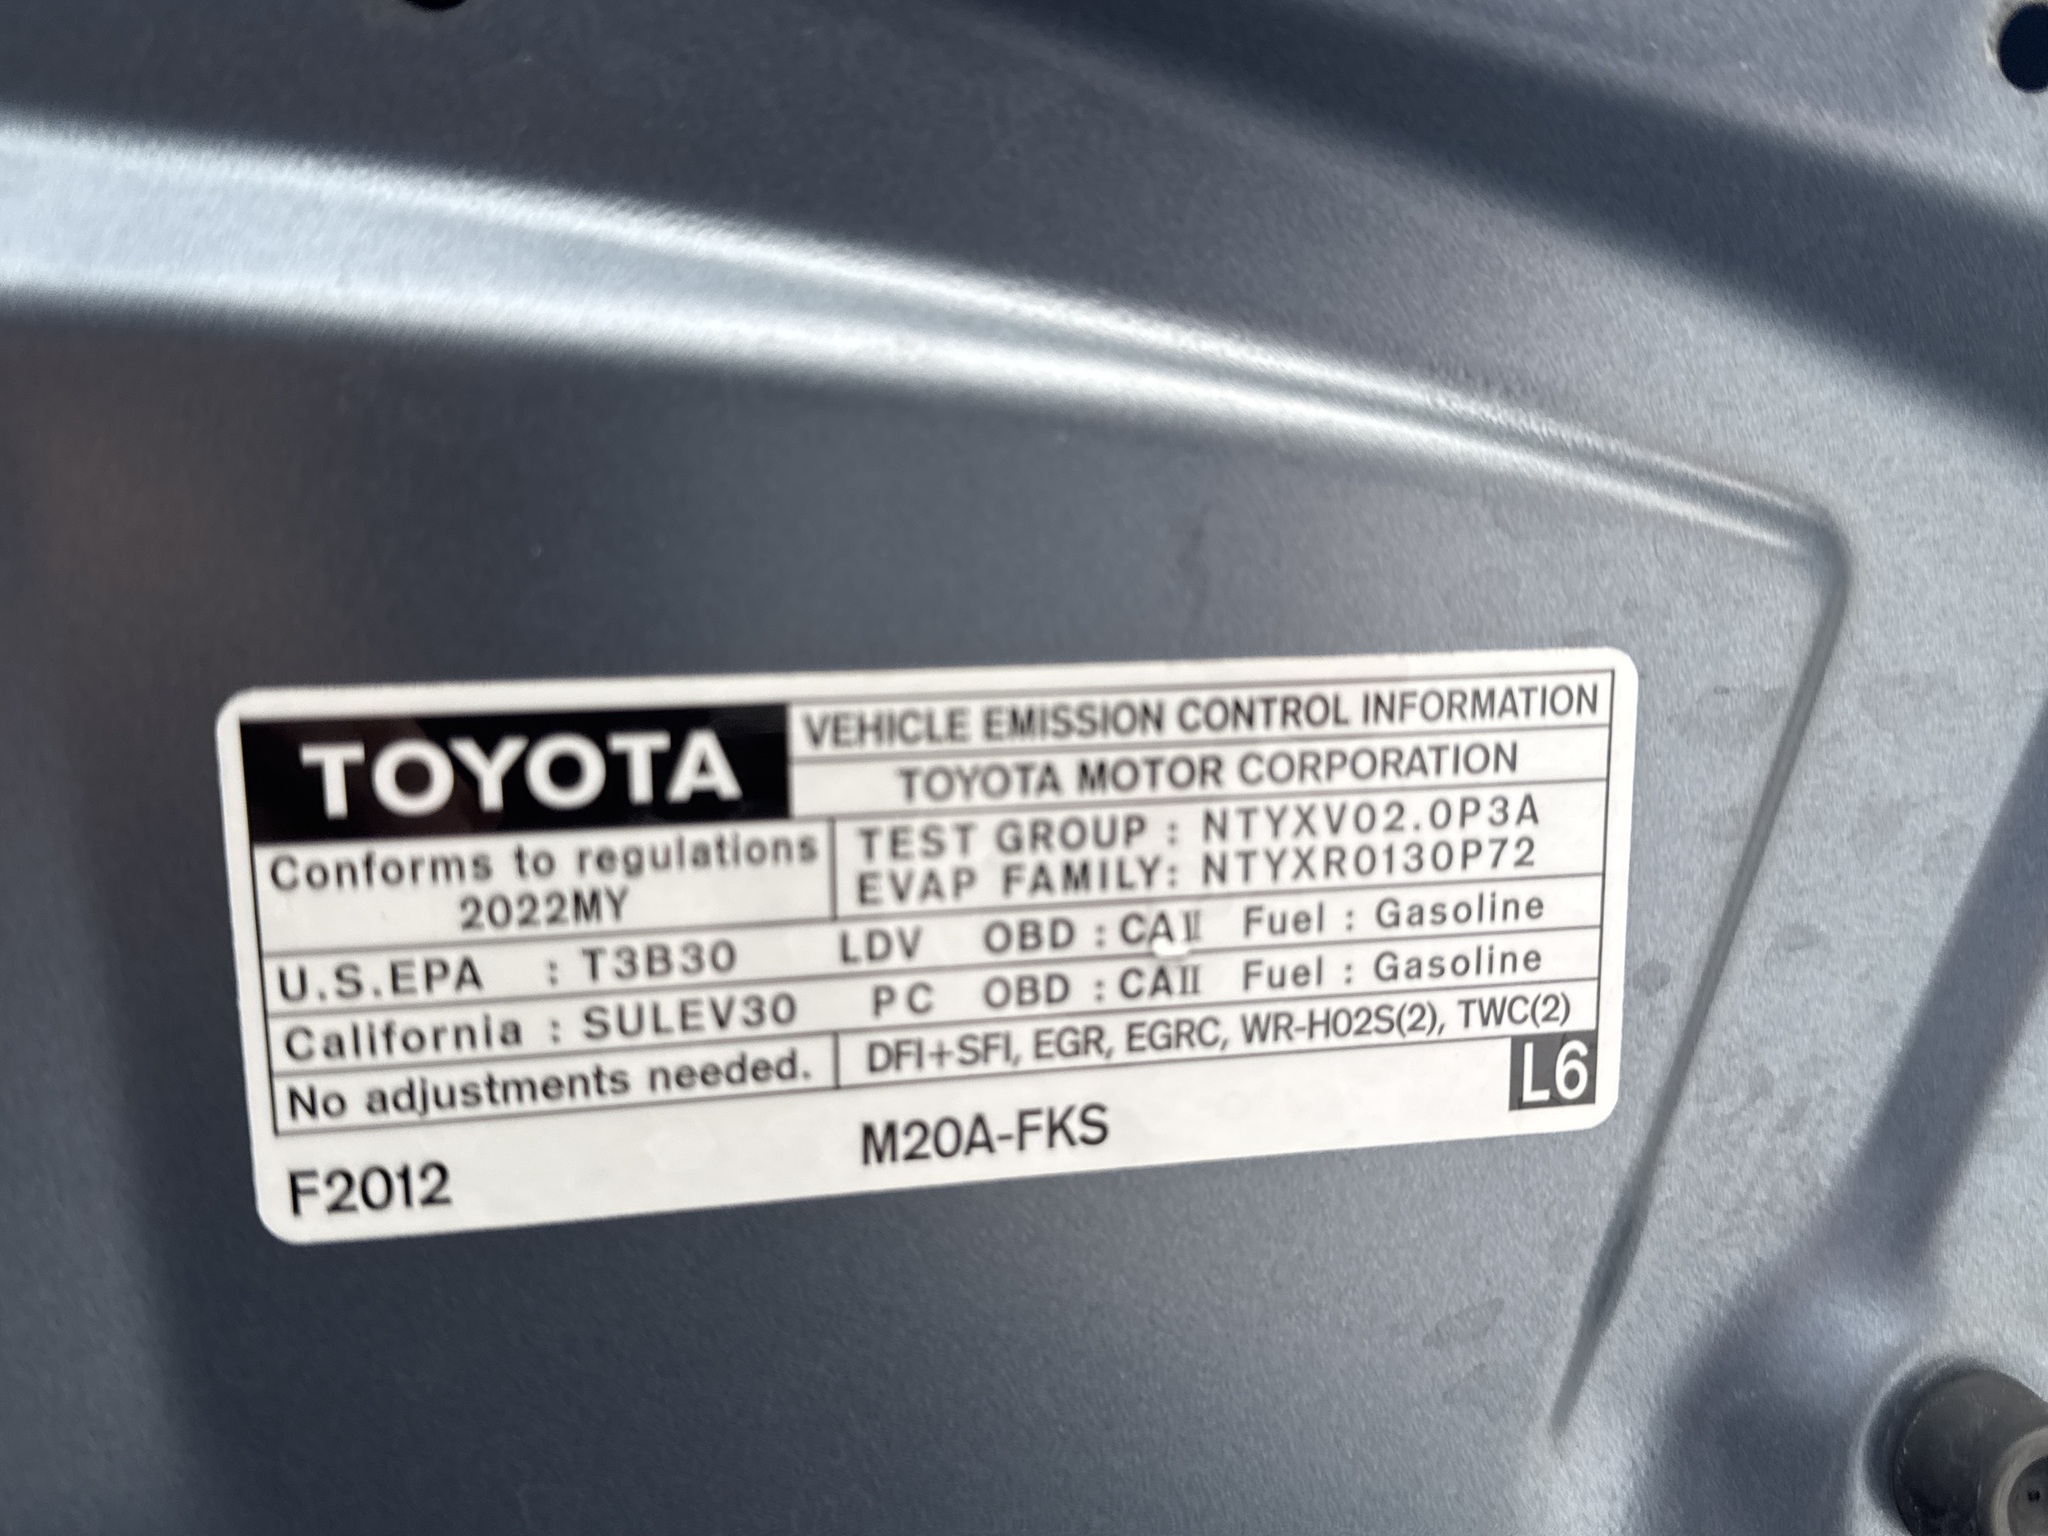 TOYOTA
VEHICLE EMISSION CONTROL INFORMATION
TOYOTA MOTOR CORPORATION
Conforms to regulations
2022MY
TEST GROUP : NTYXV02.0P3A
EVAP FAMILY: NTYXR0130P72
U.S.EPA : T3B30 LDV OBD : CAⅡ Fuel : Gasoline
California : SULEV30 PC OBD : CAⅡ Fuel : Gasoline
No adjustments needed. DFI+SFI, EGR, EGRC, WR-HO2S(2), TWC(2)
L6
F2012 M20A-FKS